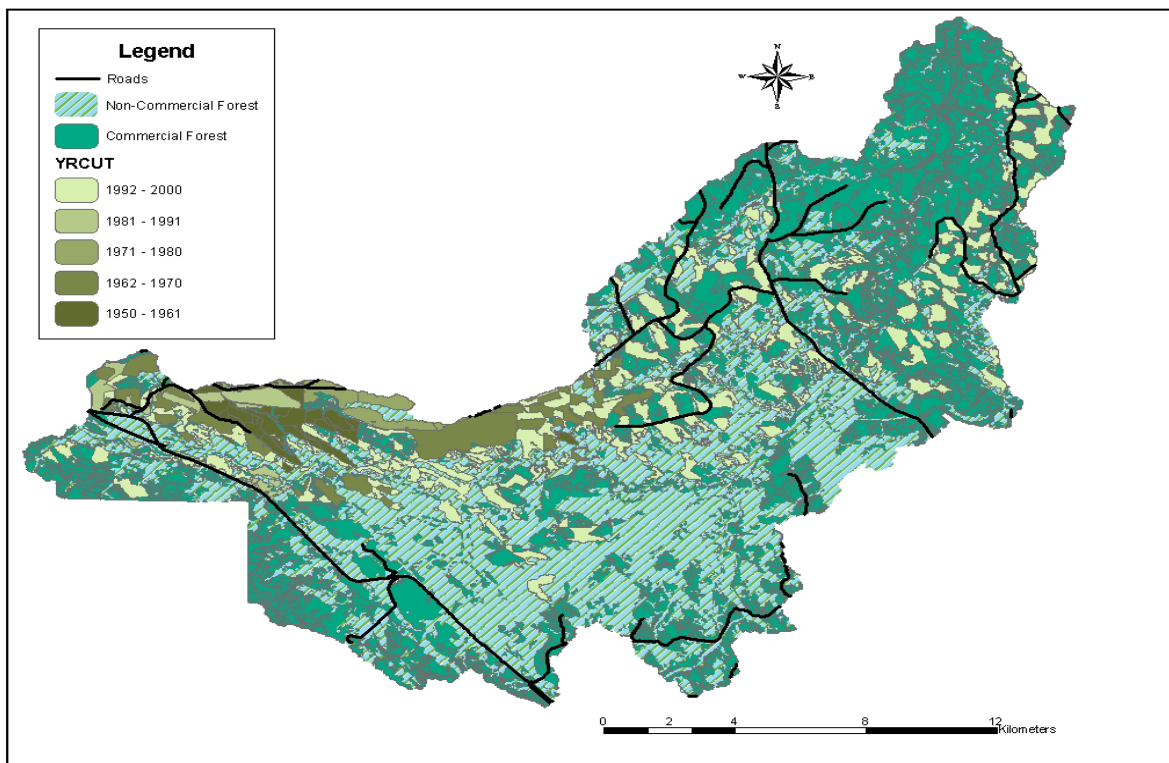 Legend
Roads
Non-Commercial Forest
Commercial Forest
YRCUT
1992 - 2000
1981 - 1991
1971 - 1980
1962 - 1970
1950 - 1961
N
W E
S
0 2 4 8 12
Kilometers